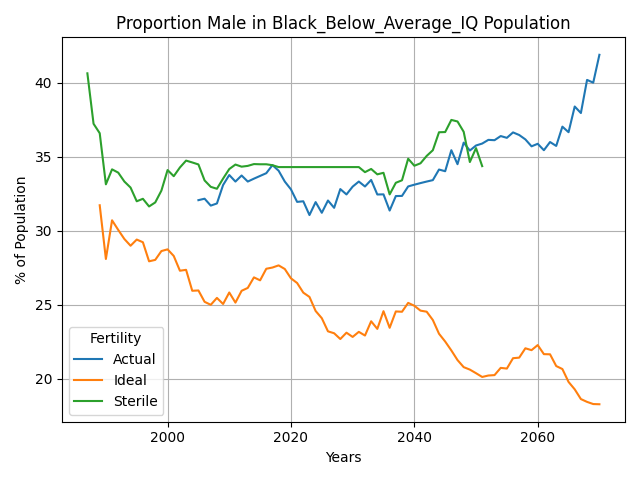 Proportion Male in Black_Below_Average_IQ Population
% of Population
40
35
30
25
20
Fertility
Actual
Ideal
Sterile
2000
2020
2040
2060
Years